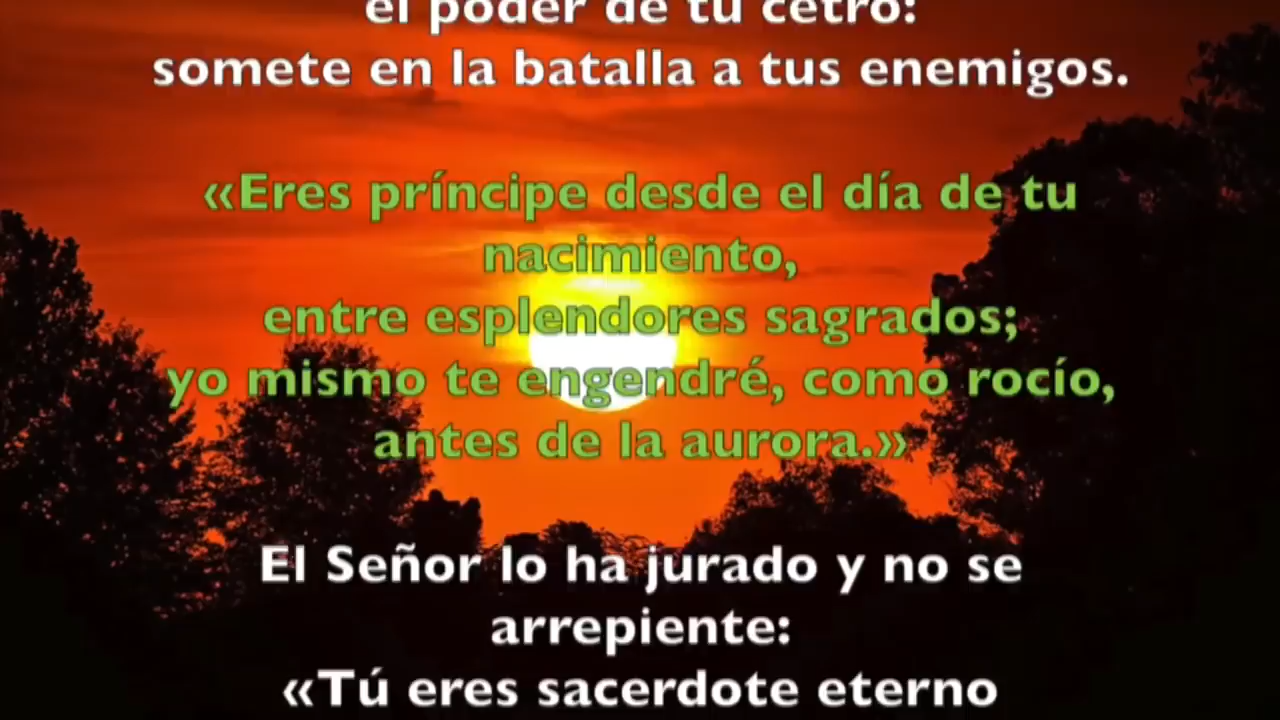 el poder de tu cetro:
somete en la batalla a tus enemigos.
«Eres príncipe desde el día de tu
nacimiento,
entre esplendores sagrados;
yo mismo te engendré, como rocío,
antes de la aurora.»
El Señor lo ha jurado y no se
arrepiente:
«Tú eres sacerdote eterno